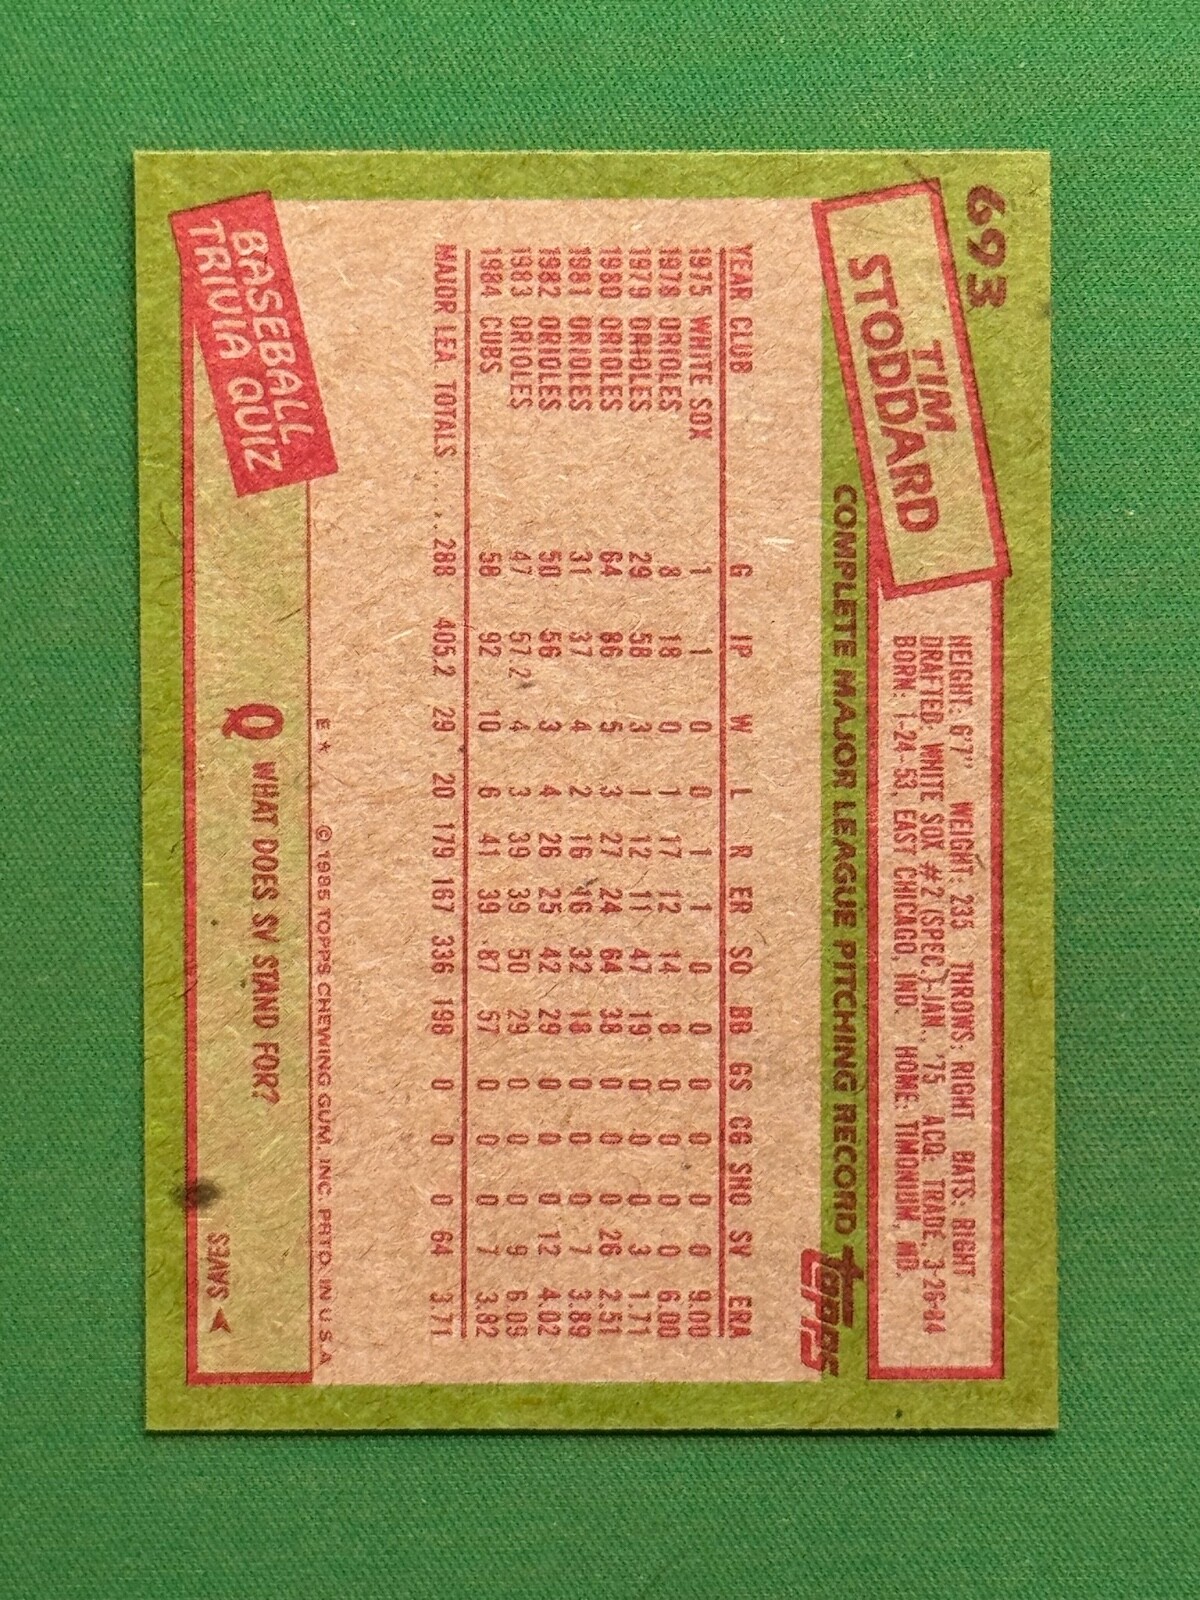 693
TIM
STODDARD
HEIGHT: 6'7" WEIGHT: 235 THROWS: RIGHT BATS: RIGHT
DRAFTED: WHITE SOX #2 (SPEC.)-JAN., '75 ACQ: TRADE, 3-26-84
BORN: 1-24-53, EAST CHICAGO, IND. HOME: TIMONIUM, MD.
COMPLETE MAJOR LEAGUE PITCHING RECORD topps
YEAR CLUB G IP W L R ER SO BB GS CG SHO SV ERA
1975 WHITE SOX 1 1 0 0 1 1 0 0 0 0 0 0 9.00
1978 ORIOLES 8 18 0 1 17 12 14 8 0 0 0 0 6.00
1979 ORIOLES 29 58 3 1 12 11 47 19 0 0 0 3 1.71
1980 ORIOLES 64 86 5 3 27 24 64 38 0 0 0 26 2.51
1981 ORIOLES 31 37 4 2 16 16 32 18 0 0 0 7 3.89
1982 ORIOLES 50 56 3 4 26 25 42 29 0 0 0 12 4.02
1983 ORIOLES 47 57.2 4 3 39 39 50 29 0 0 0 9 6.09
1984 CUBS 58 92 10 6 41 39 87 57 0 0 0 7 3.82
MAJOR LEA. TOTALS ..... 288 405.2 29 20 179 167 336 198 0 0 0 64 3.71
E* © 1985 TOPPS CHEWING GUM, INC. PRTD. IN U.S.A.
BASEBALL
TRIVIA QUIZ
Q WHAT DOES SV STAND FOR?
SAVES